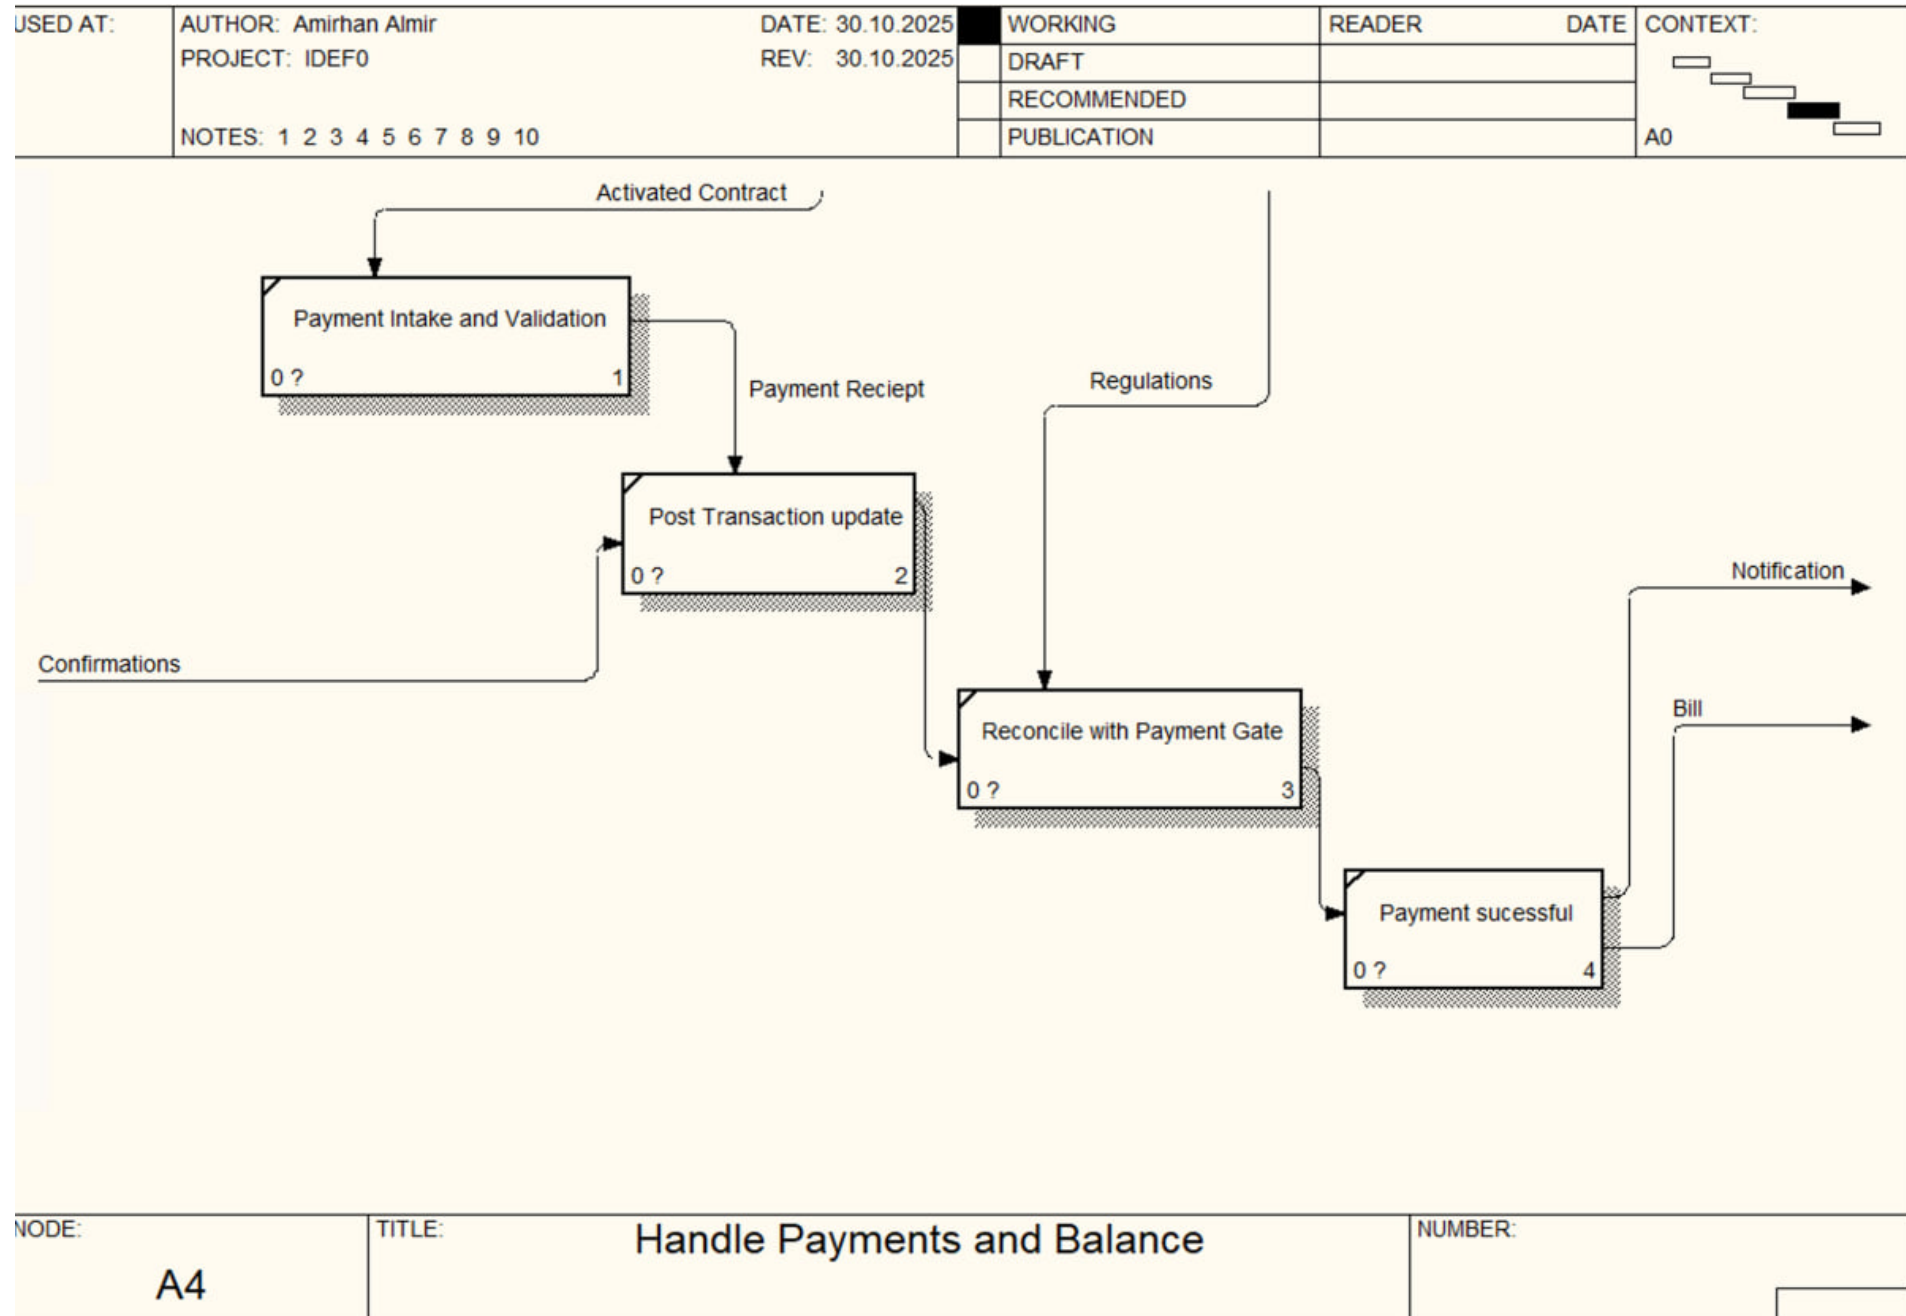 USED AT:
AUTHOR: Amirhan Almir
DATE: 30.10.2025
PROJECT: IDEF0
REV: 30.10.2025
NOTES: 1 2 3 4 5 6 7 8 9 10
WORKING
DRAFT
RECOMMENDED
PUBLICATION
READER DATE
CONTEXT:
A0
Activated Contract
Payment Intake and Validation
0 ? 1
Payment Reciept
Regulations
Post Transaction update
0 ? 2
Confirmations
Notification
Bill
Reconcile with Payment Gate
0 ? 3
Payment sucessful
0 ? 4
NODE:
A4
TITLE:
Handle Payments and Balance
NUMBER: